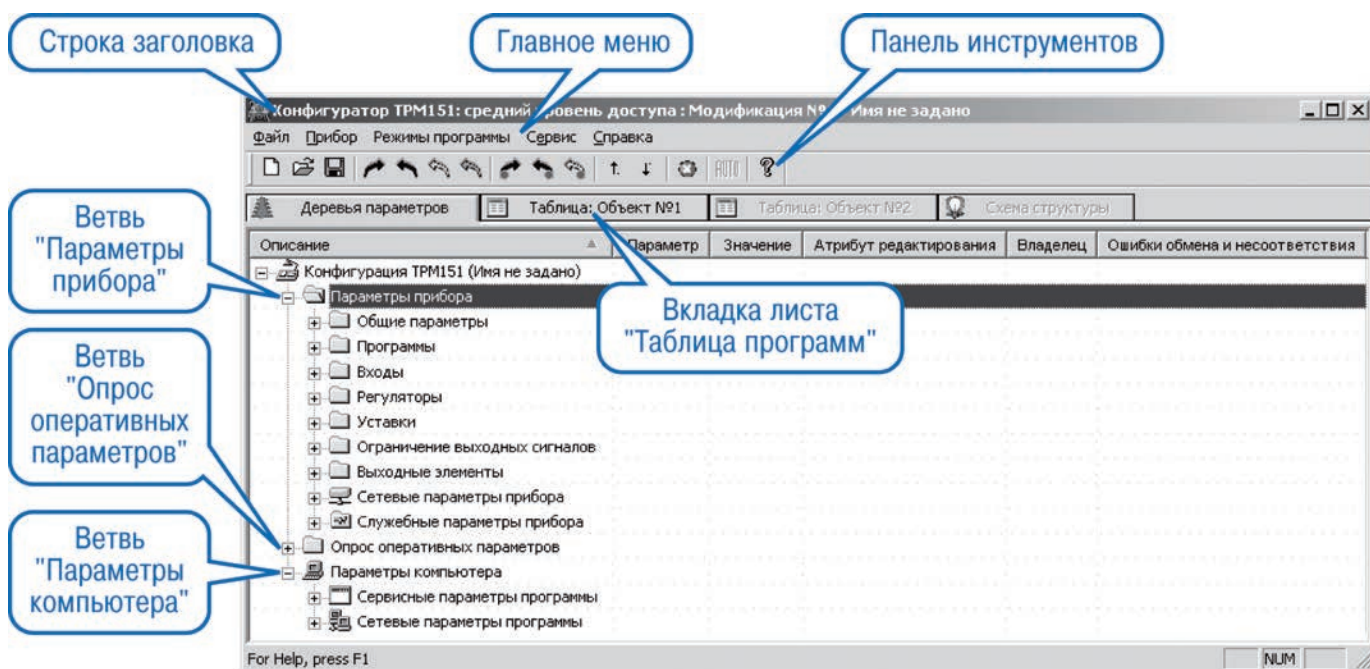 Строка заголовка
Главное меню
Панель инструментов
Конфигуратор ТРМ151: средний уровень доступа : Модификация № Имя не задано
Файл Прибор Режимы программы Сервис Справка
AUTO
Деревья параметров Таблица: Объект №1 Таблица: Объект №2 Схема структуры
Описание Параметр Значение Атрибут редактирования Владелец Ошибки обмена и несоответствия
Ветвь
"Параметры
прибора"
Конфигурация ТРМ151 (Имя не задано)
Параметры прибора
Общие параметры
Программы
Входы
Регуляторы
Уставки
Ограничение выходных сигналов
Выходные элементы
Сетевые параметры прибора
Служебные параметры прибора
Опрос оперативных параметров
Параметры компьютера
Сервисные параметры программы
Сетевые параметры программы
Вкладка листа
"Таблица программ"
Ветвь
"Опрос
оперативных
параметров"
Ветвь
"Параметры
компьютера"
For Help, press F1
NUM